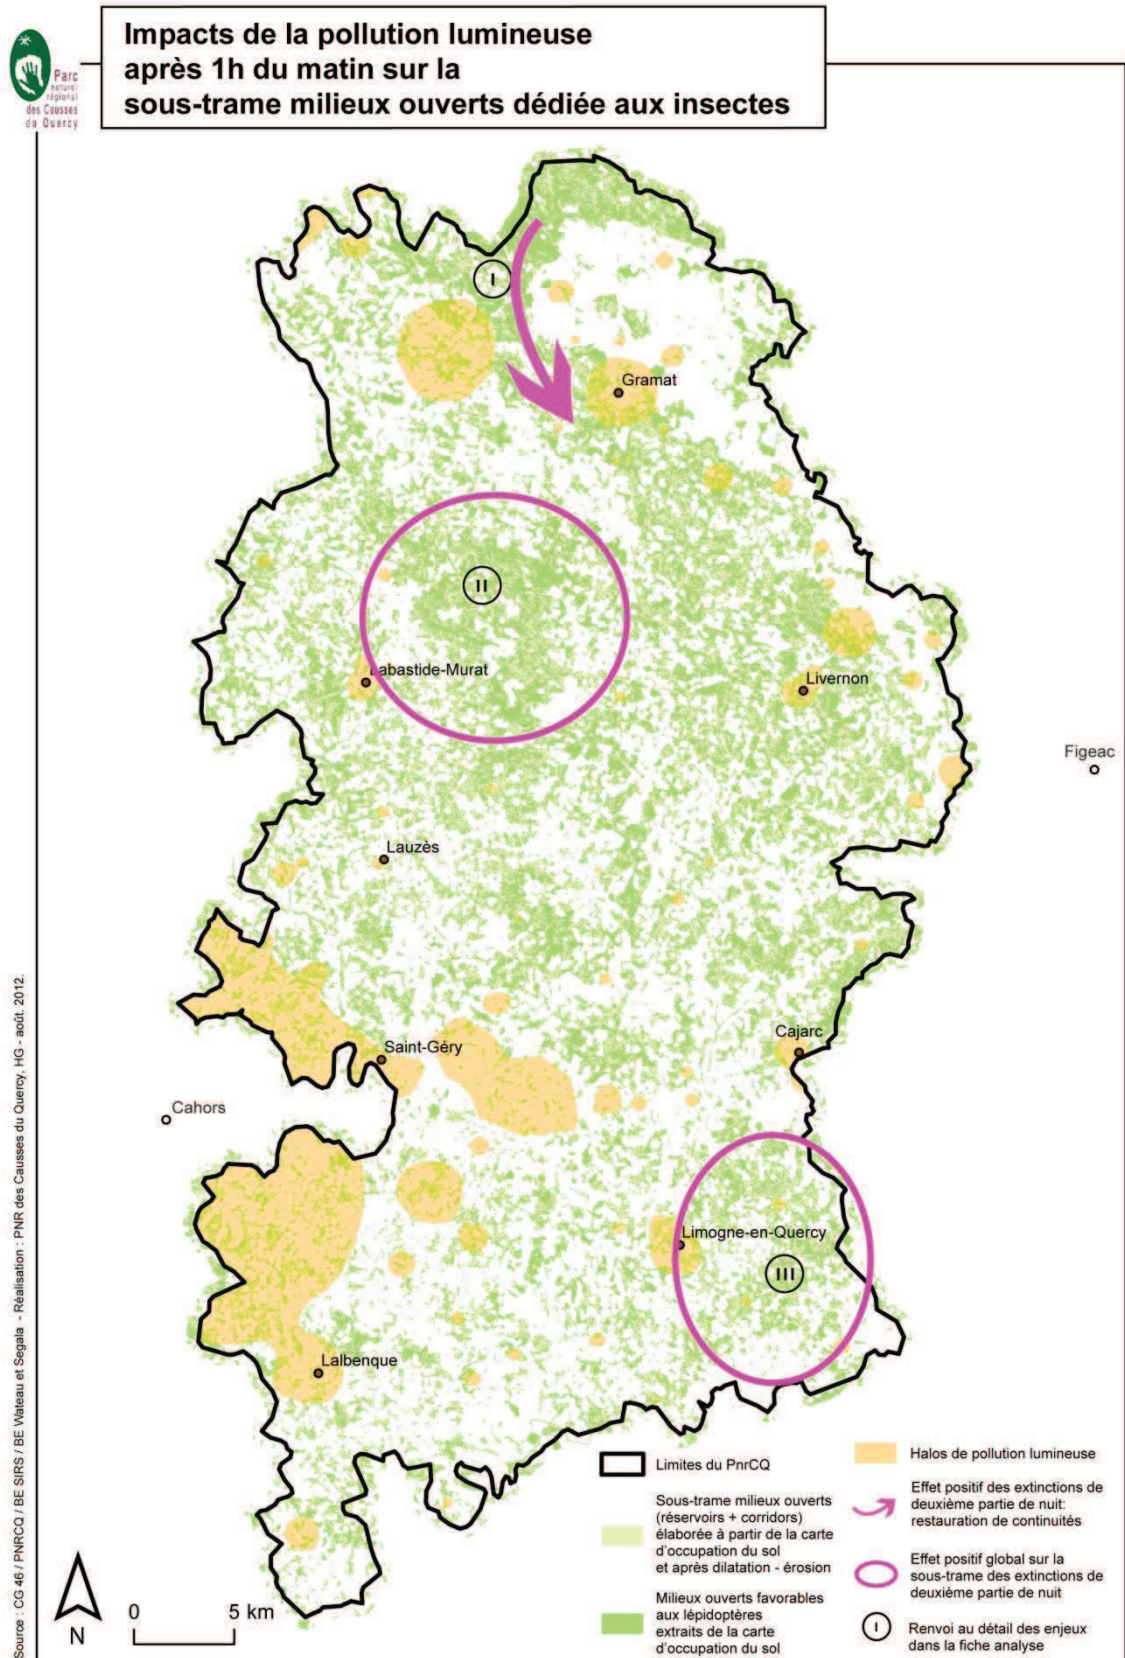 Impacts de la pollution lumineuse
après 1h du matin sur la
sous-trame milieux ouverts dédiée aux insectes
Parc
naturel
régional
des Causses
du Quercy
I
Gramat
II
Labastide-Murat
Livernon
Figeac
Lauzès
Cajarc
Saint-Géry
Cahors
Limogne-en-Quercy
III
Lalbenque
Limites du PnrCQ
Sous-trame milieux ouverts
(réservoirs + corridors)
élaborée à partir de la carte
d'occupation du sol
et après dilatation - érosion
Milieux ouverts favorables
aux lépidoptères
extraits de la carte
d'occupation du sol
Halos de pollution lumineuse
Effet positif des extinctions de
deuxième partie de nuit:
restauration de continuités
Effet positif global sur la
sous-trame des extinctions de
deuxième partie de nuit
I
Renvoi au détail des enjeux
dans la fiche analyse
N
0 5 km
Source : CG 46 / PNRCQ / BE SIRS / BE Wateau et Segala - Réalisation : PNR des Causses du Quercy, HG - août. 2012.